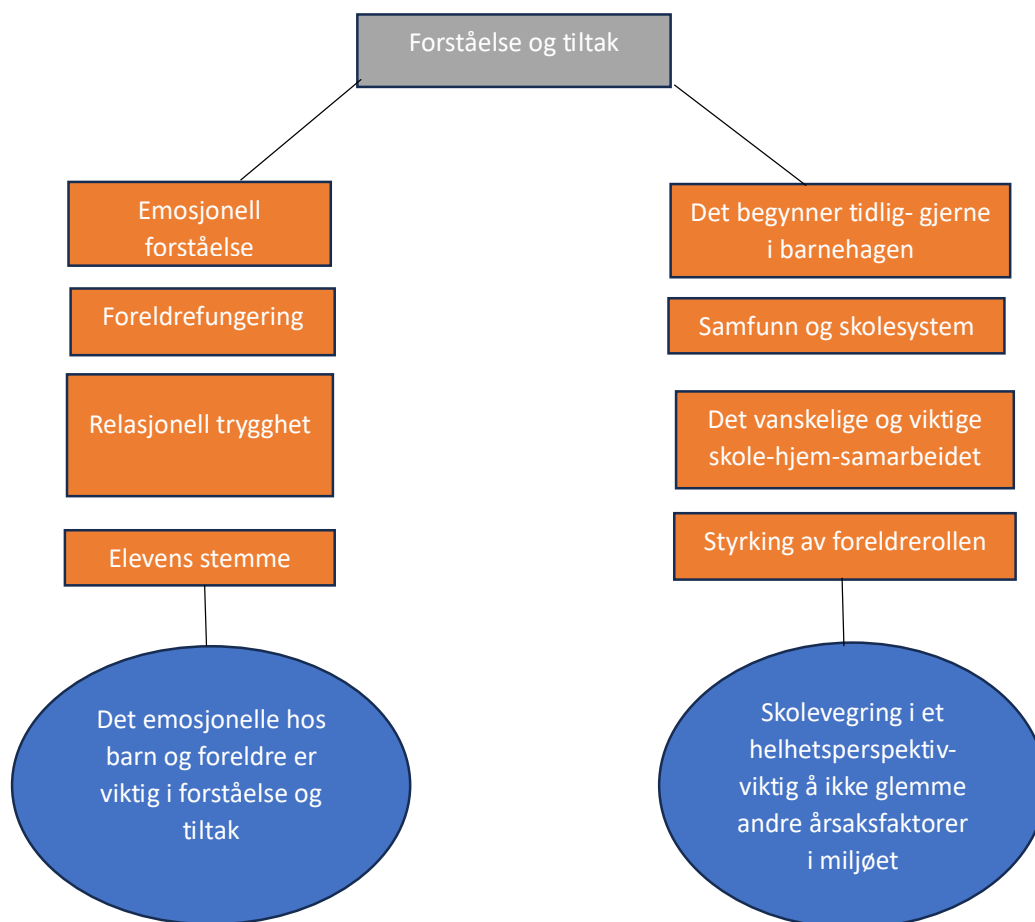 Forståelse og tiltak
Emosjonell
forståelse
Foreldrefungering
Relasjonell trygghet
Elevens stemme
Det emosjonelle hos
barn og foreldre er
viktig i forståelse og
tiltak
Det begynner tidlig- gjerne
i barnehagen
Samfunn og skolesystem
Det vanskelige og viktige
skole-hjem-samarbeidet
Styrking av foreldrerollen
Skolevegring i et
helhetsperspektiv-
viktig å ikke glemme
andre årsaksfaktorer
i miljøet